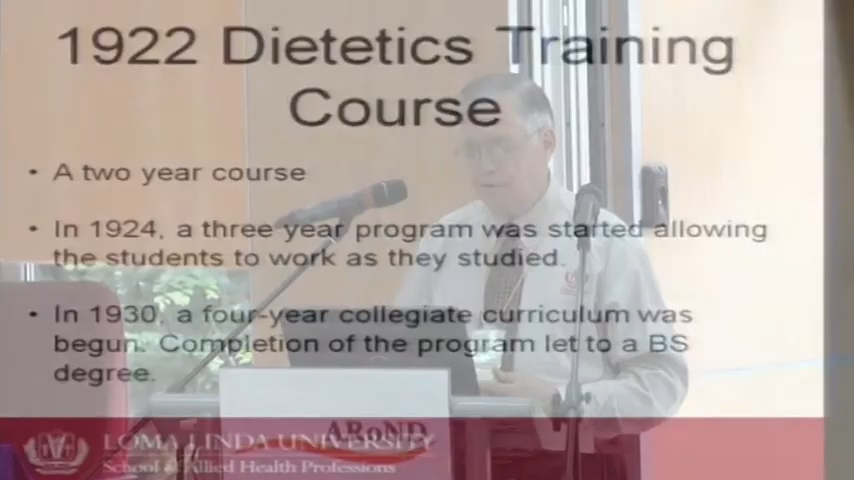 1922 Dietetics Training
Course
• A two year course
• In 1924, a three year program was started allowing
the students to work as they studied.
• In 1930, a four-year collegiate curriculum was
begun. Completion of the program let to a BS
degree.
ARoND
LOMA LINDA UNIVERSITY
School of Allied Health Professions